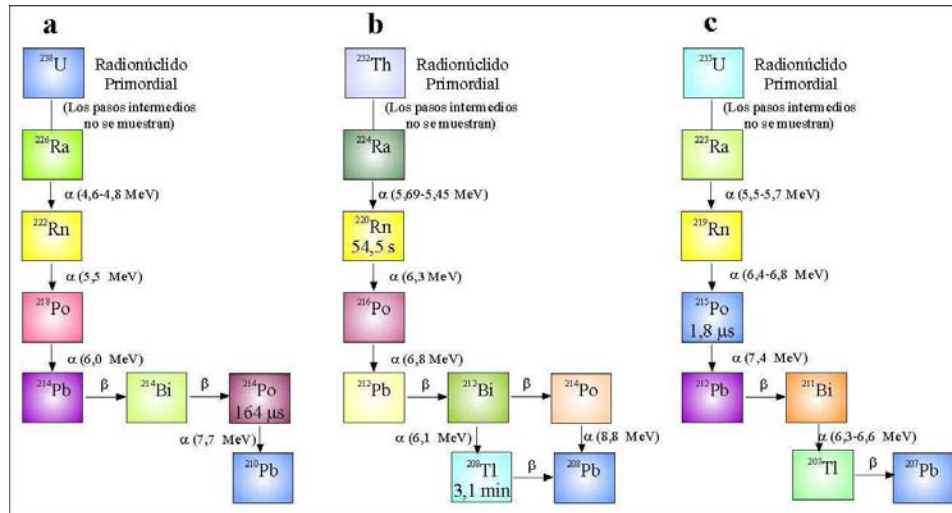 a
²³⁸U
Radionúclido
Primordial
(Los pasos intermedios
no se muestran)
²²⁶Ra
α (4,6-4,8 MeV)
²²²Rn
α (5,5 MeV)
²¹⁸Po
α (6,0 MeV)
²¹⁴Pb
β
²¹⁴Bi
β
²¹⁴Po
164 µs
α (7,7 MeV)
²¹⁰Pb
b
²³²Th
Radionúclido
Primordial
(Los pasos intermedios
no se muestran)
²²⁴Ra
α (5,69-5,45 MeV)
²²⁰Rn
54,5 s
α (6,3 MeV)
²¹⁶Po
α (6,8 MeV)
²¹²Pb
β
²¹²Bi
β
²¹⁴Po
α (6,1 MeV)
α (8,8 MeV)
²⁰⁸Tl
3,1 min
β
²⁰⁸Pb
c
²³⁵U
Radionúclido
Primordial
(Los pasos intermedios
no se muestran)
²²³Ra
α (5,5-5,7 MeV)
²¹⁹Rn
α (6,4-6,8 MeV)
²¹⁵Po
1,8 µs
α (7,4 MeV)
²¹²Pb
β
²¹¹Bi
α (6,3-6,6 MeV)
²⁰⁷Tl
β
²⁰⁷Pb